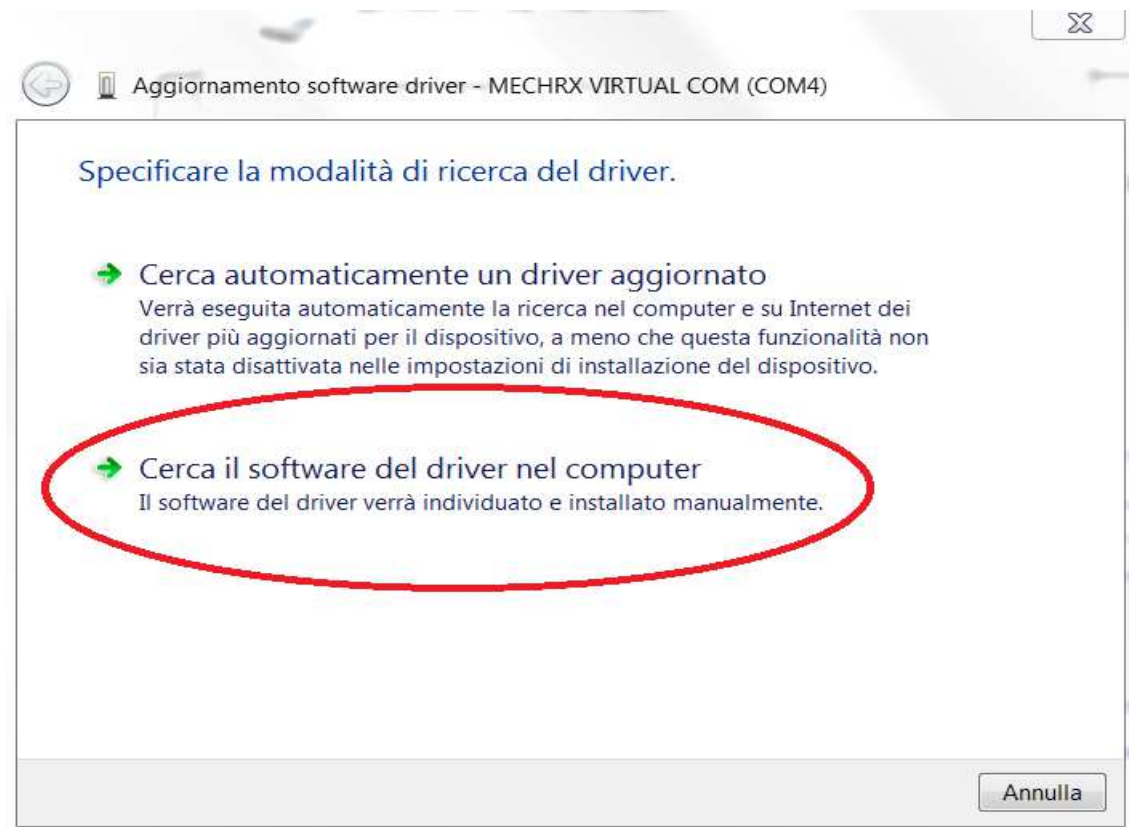 Aggiornamento software driver - MECHRX VIRTUAL COM (COM4)
Specificare la modalità di ricerca del driver.
Cerca automaticamente un driver aggiornato
Verrà eseguita automaticamente la ricerca nel computer e su Internet dei
driver più aggiornati per il dispositivo, a meno che questa funzionalità non
sia stata disattivata nelle impostazioni di installazione del dispositivo.
Cerca il software del driver nel computer
Il software del driver verrà individuato e installato manualmente.
Annulla